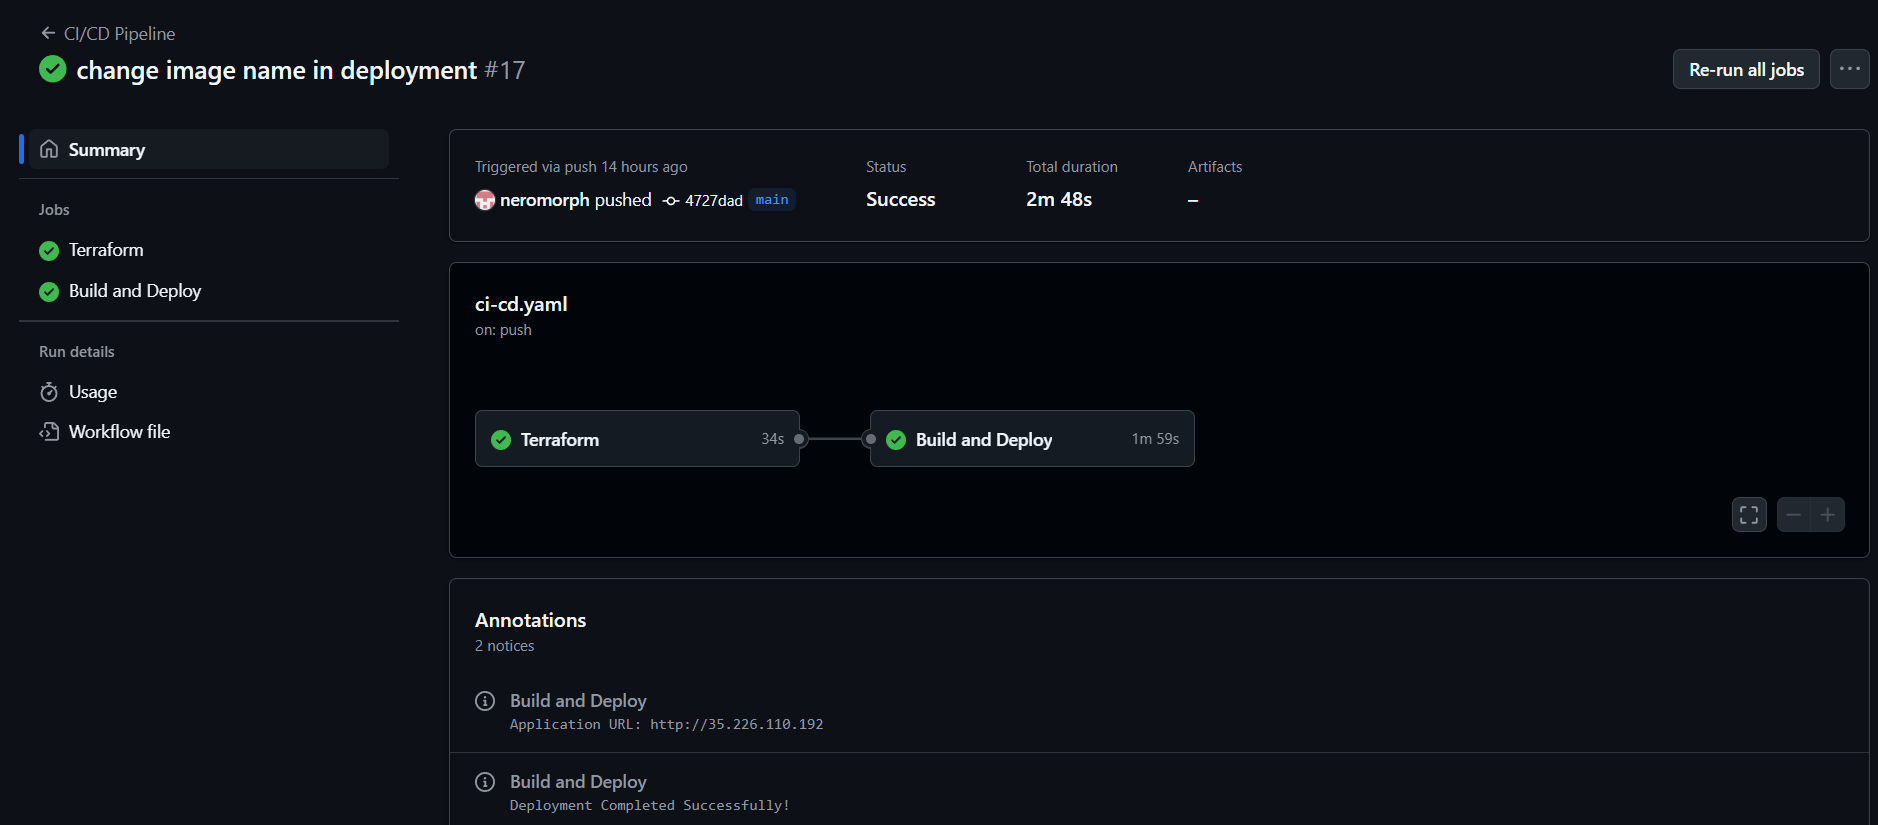 CI/CD Pipeline
change image name in deployment #17
Re-run all jobs
Summary
Jobs
Terraform
Build and Deploy
Run details
Usage
Workflow file
Triggered via push 14 hours ago
neromorph pushed 4727dad main
Status
Success
Total duration
2m 48s
Artifacts
–
ci-cd.yaml
on: push
Terraform 34s
Build and Deploy 1m 59s
Annotations
2 notices
Build and Deploy
Application URL: http://35.226.110.192
Build and Deploy
Deployment Completed Successfully!